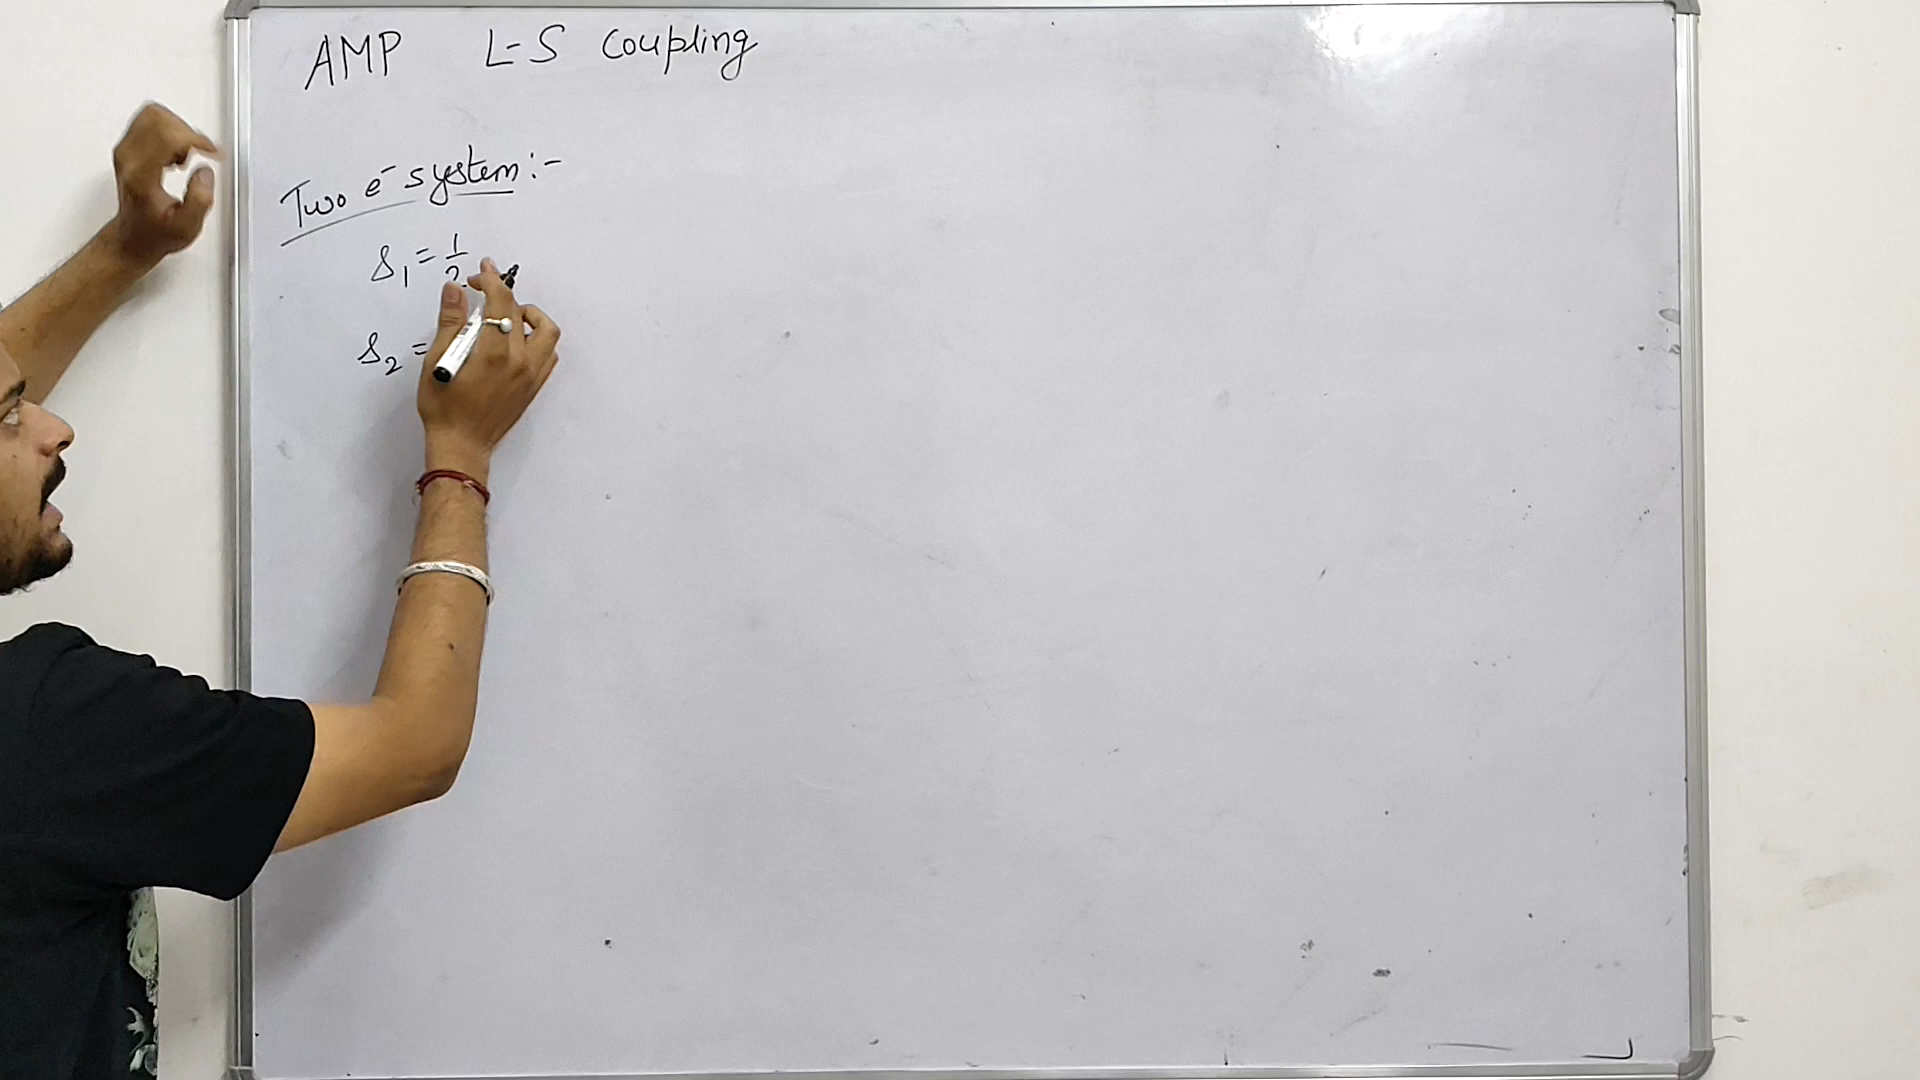 AMP L-S Coupling
Two e⁻ system:-
s₁ = 1/2
s₂ =